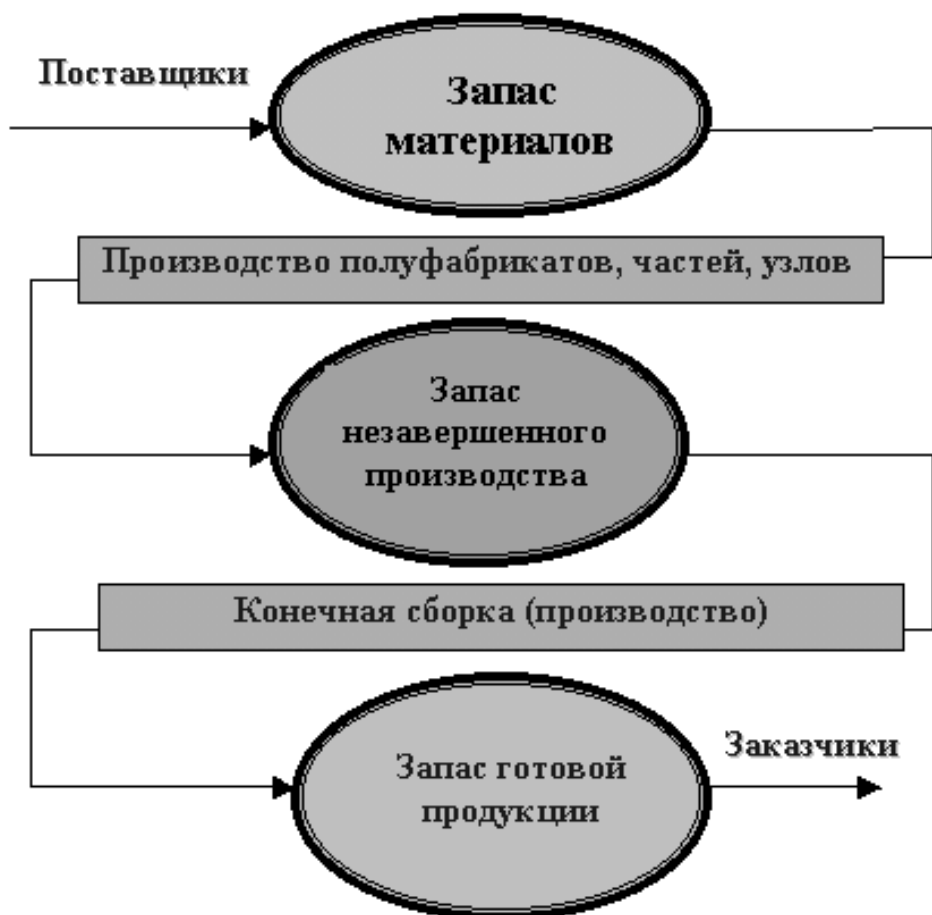 Поставщики
Запас
материалов
Производство полуфабрикатов, частей, узлов
Запас
незавершенного
производства
Конечная сборка (производство)
Запас готовой
продукции
Заказчики